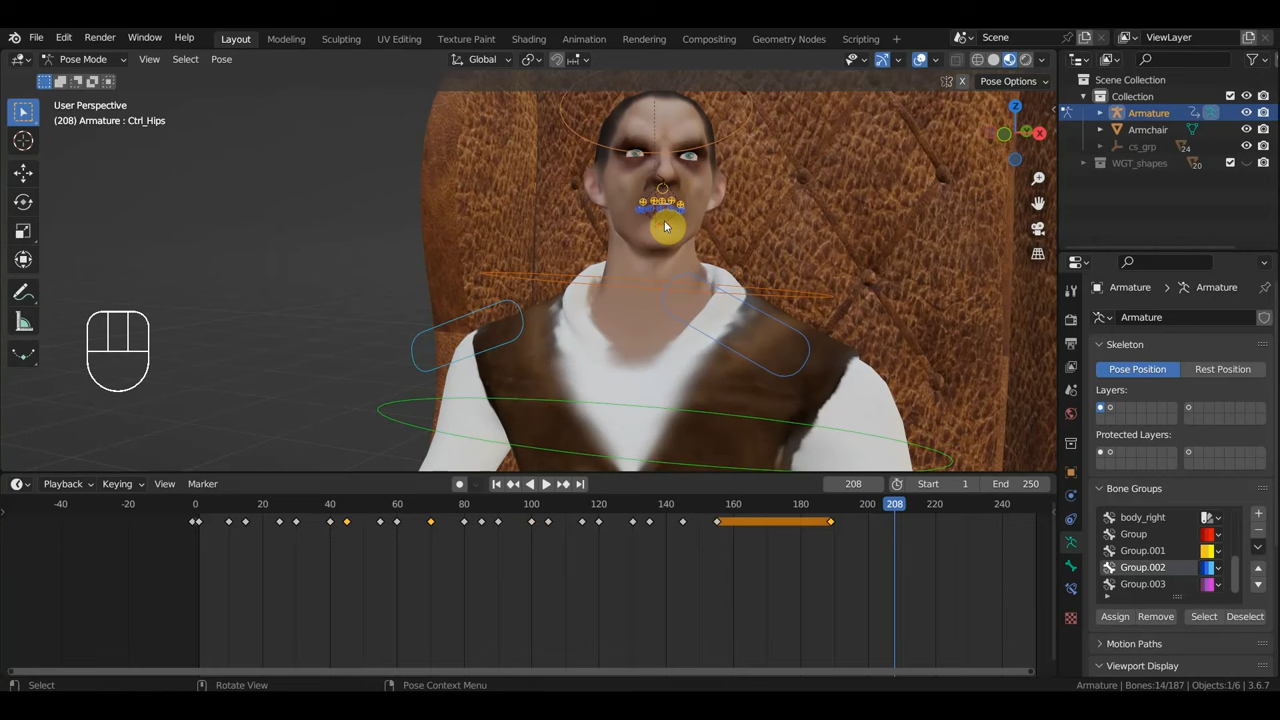 File Edit Render Window Help Layout Modeling Sculpting UV Editing Texture Paint Shading Animation Rendering Compositing Geometry Nodes Scripting + Scene ViewLayer
Pose Mode View Select Pose Global
X Pose Options
User Perspective
(208) Armature : Ctrl_Hips
Z
Y
X
Scene Collection
Collection
Armature
Armchair
cs_grp 24
WGT_shapes 20
Armature Armature
Armature
Skeleton
Pose Position Rest Position
Layers:
Protected Layers:
Bone Groups
body_right
Group
Group.001
Group.002
Group.003
Assign Remove Select Deselect
Motion Paths
Viewport Display
Playback Keying View Marker 208 Start 1 End 250
-40 -20 0 20 40 60 80 100 120 140 160 180 200 208 220 240
Select Rotate View Pose Context Menu Armature | Bones:14/187 | Objects:1/6 | 3.6.7